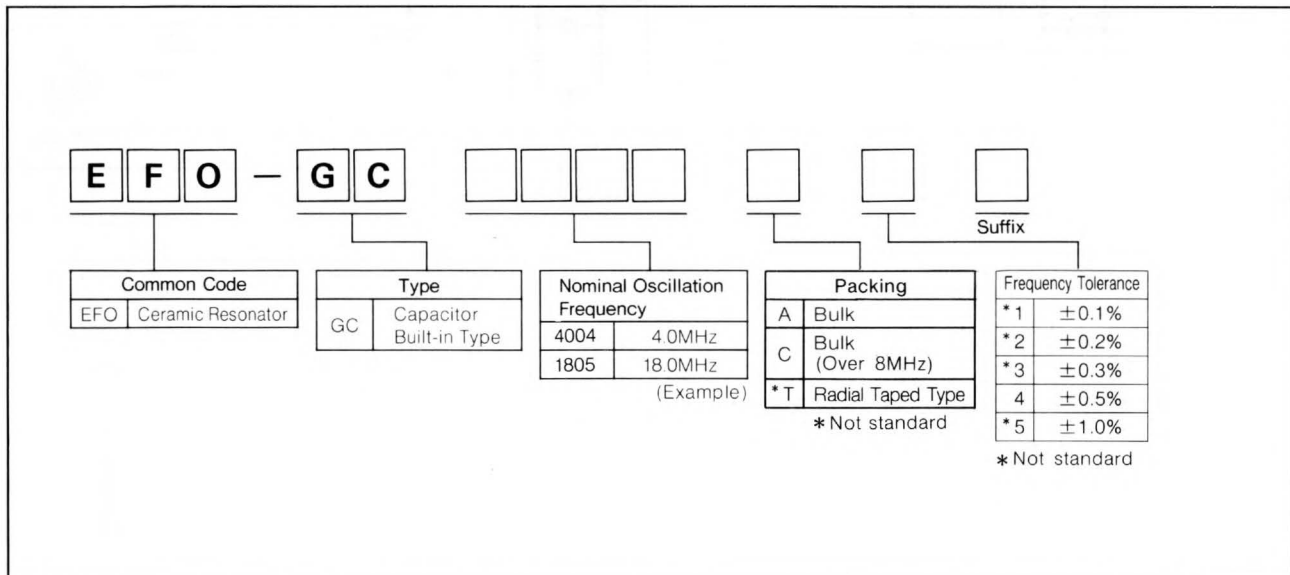 E F O — G C
Suffix
Common Code
EFO Ceramic Resonator
Type
GC Capacitor
Built-in Type
Nominal Oscillation
Frequency
4004 4.0MHz
1805 18.0MHz
(Example)
Packing
A Bulk
C Bulk
(Over 8MHz)
*T Radial Taped Type
*Not standard
Frequency Tolerance
*1 ±0.1%
*2 ±0.2%
*3 ±0.3%
4 ±0.5%
*5 ±1.0%
*Not standard